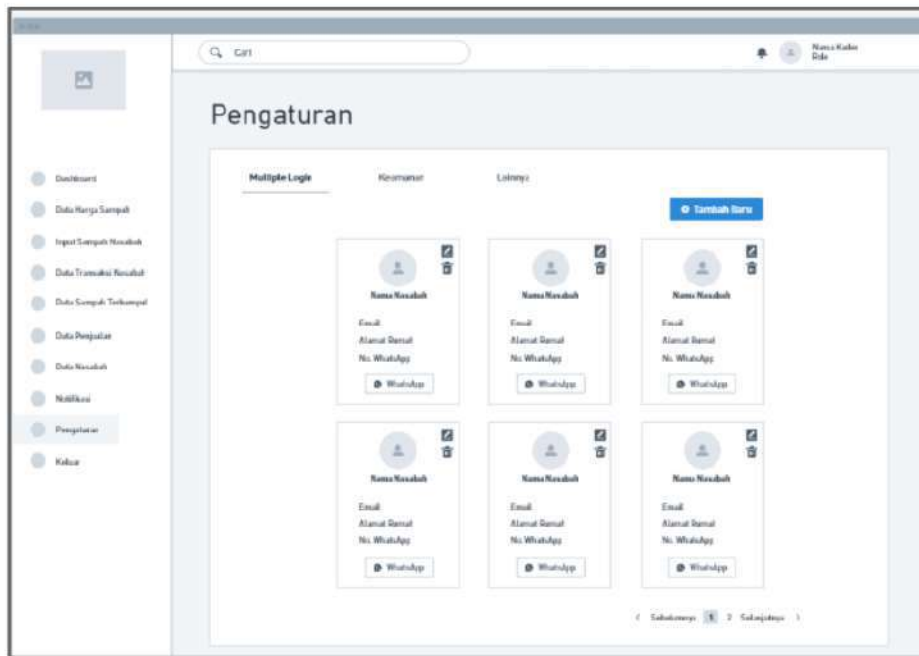 Cari
Nama Kader
Role
Pengaturan
Dashboard
Data Harga Sampah
Input Sampah Nasabah
Data Transaksi Nasabah
Data Sampah Terkumpul
Data Penjualan
Data Nasabah
Notifikasi
Pengaturan
Keluar
Multiple Login
Keamanan
Lainnya
Tambah Baru
Nama Nasabah
Email
Alamat Rumah
No. WhatsApp
WhatsApp
Nama Nasabah
Email
Alamat Rumah
No. WhatsApp
WhatsApp
Nama Nasabah
Email
Alamat Rumah
No. WhatsApp
WhatsApp
Nama Nasabah
Email
Alamat Rumah
No. WhatsApp
WhatsApp
Nama Nasabah
Email
Alamat Rumah
No. WhatsApp
WhatsApp
Nama Nasabah
Email
Alamat Rumah
No. WhatsApp
WhatsApp
< Sebelumnya 1 2 Selanjutnya >